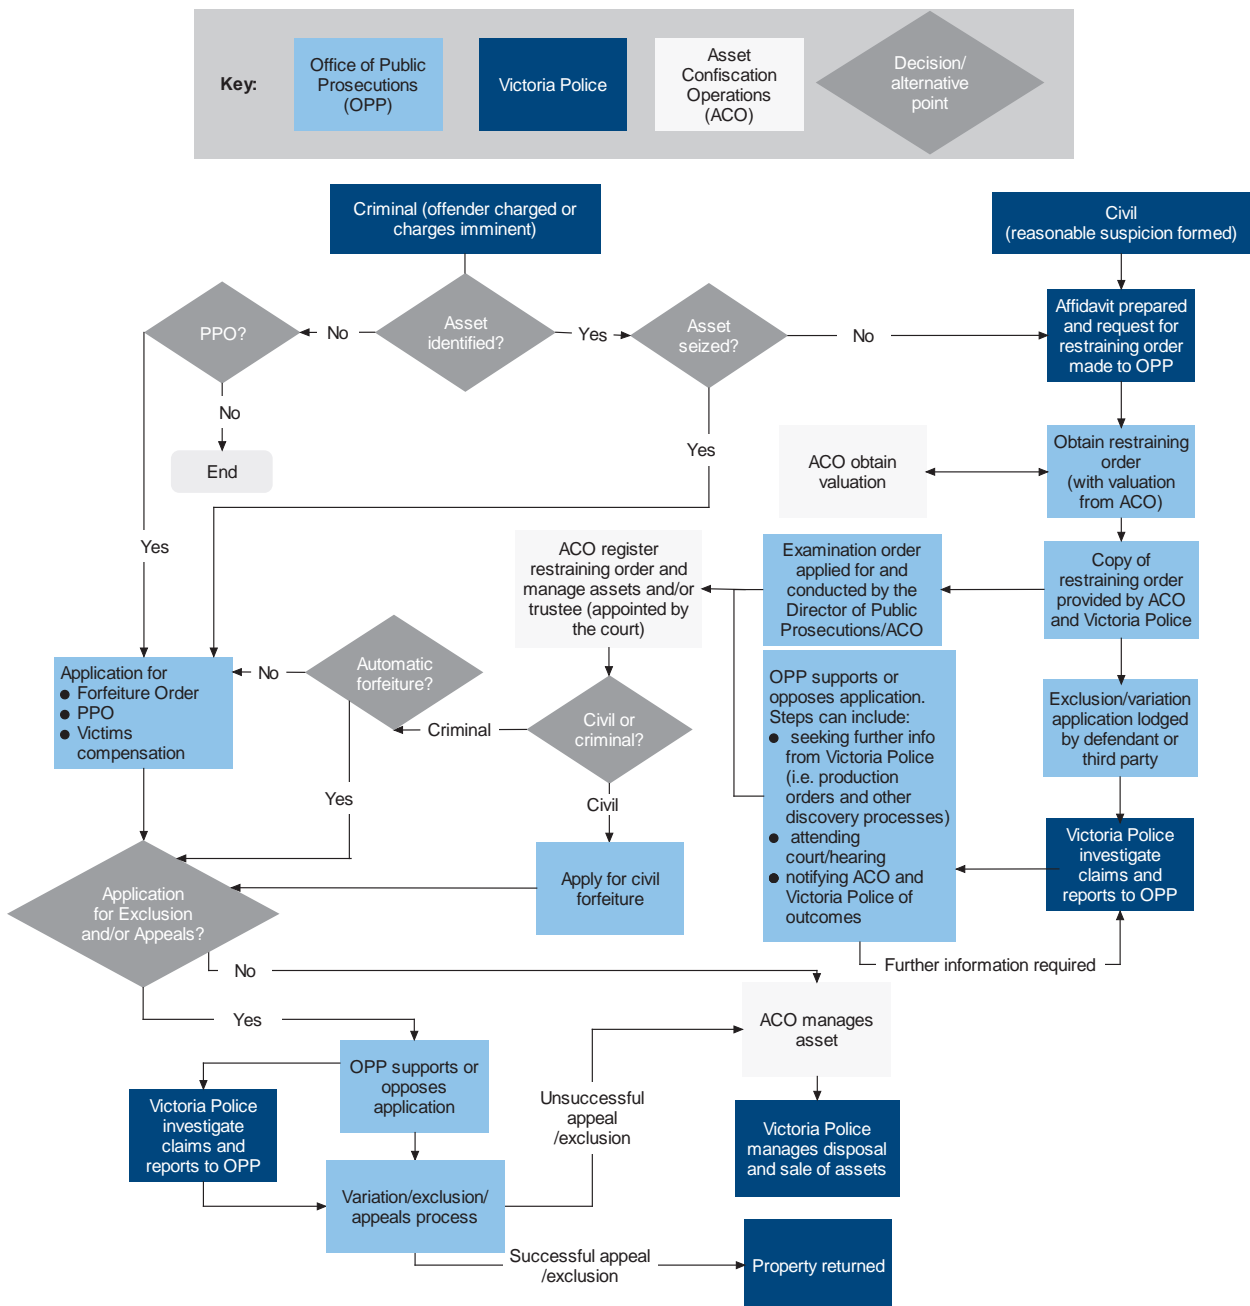 Key:
Office of Public
Prosecutions
(OPP)
Victoria Police
Asset
Confiscation
Operations
(ACO)
Decision/
alternative
point
Criminal (offender charged or
charges imminent)
Civil
(reasonable suspicion formed)
PPO?
No
Asset
identified?
Yes
Asset
seized?
No
Affidavit prepared
and request for
restraining order
made to OPP
No
End
Yes
ACO obtain
valuation
Obtain restraining
order
(with valuation
from ACO)
Yes
ACO register
restraining order and
manage assets and/or
trustee (appointed by
the court)
Examination order
applied for and
conducted by the
Director of Public
Prosecutions/ACO
Copy of
restraining order
provided by ACO
and Victoria Police
Application for
● Forfeiture Order
● PPO
● Victims
compensation
No
Automatic
forfeiture?
Criminal
Civil or
criminal?
OPP supports or
opposes application.
Steps can include:
● seeking further info
from Victoria Police
(i.e. production
orders and other
discovery processes)
● attending
court/hearing
● notifying ACO and
Victoria Police of
outcomes
Exclusion/variation
application lodged
by defendant or
third party
Yes
Civil
Victoria Police
investigate
claims and
reports to OPP
Application
for Exclusion
and/or Appeals?
Apply for civil
forfeiture
Further information required
No
Yes
ACO manages
asset
OPP supports or
opposes
application
Victoria Police
investigate
claims and
reports to OPP
Unsuccessful
appeal
/exclusion
Victoria Police
manages disposal
and sale of assets
Variation/exclusion/
appeals process
Successful appeal
/exclusion
Property returned